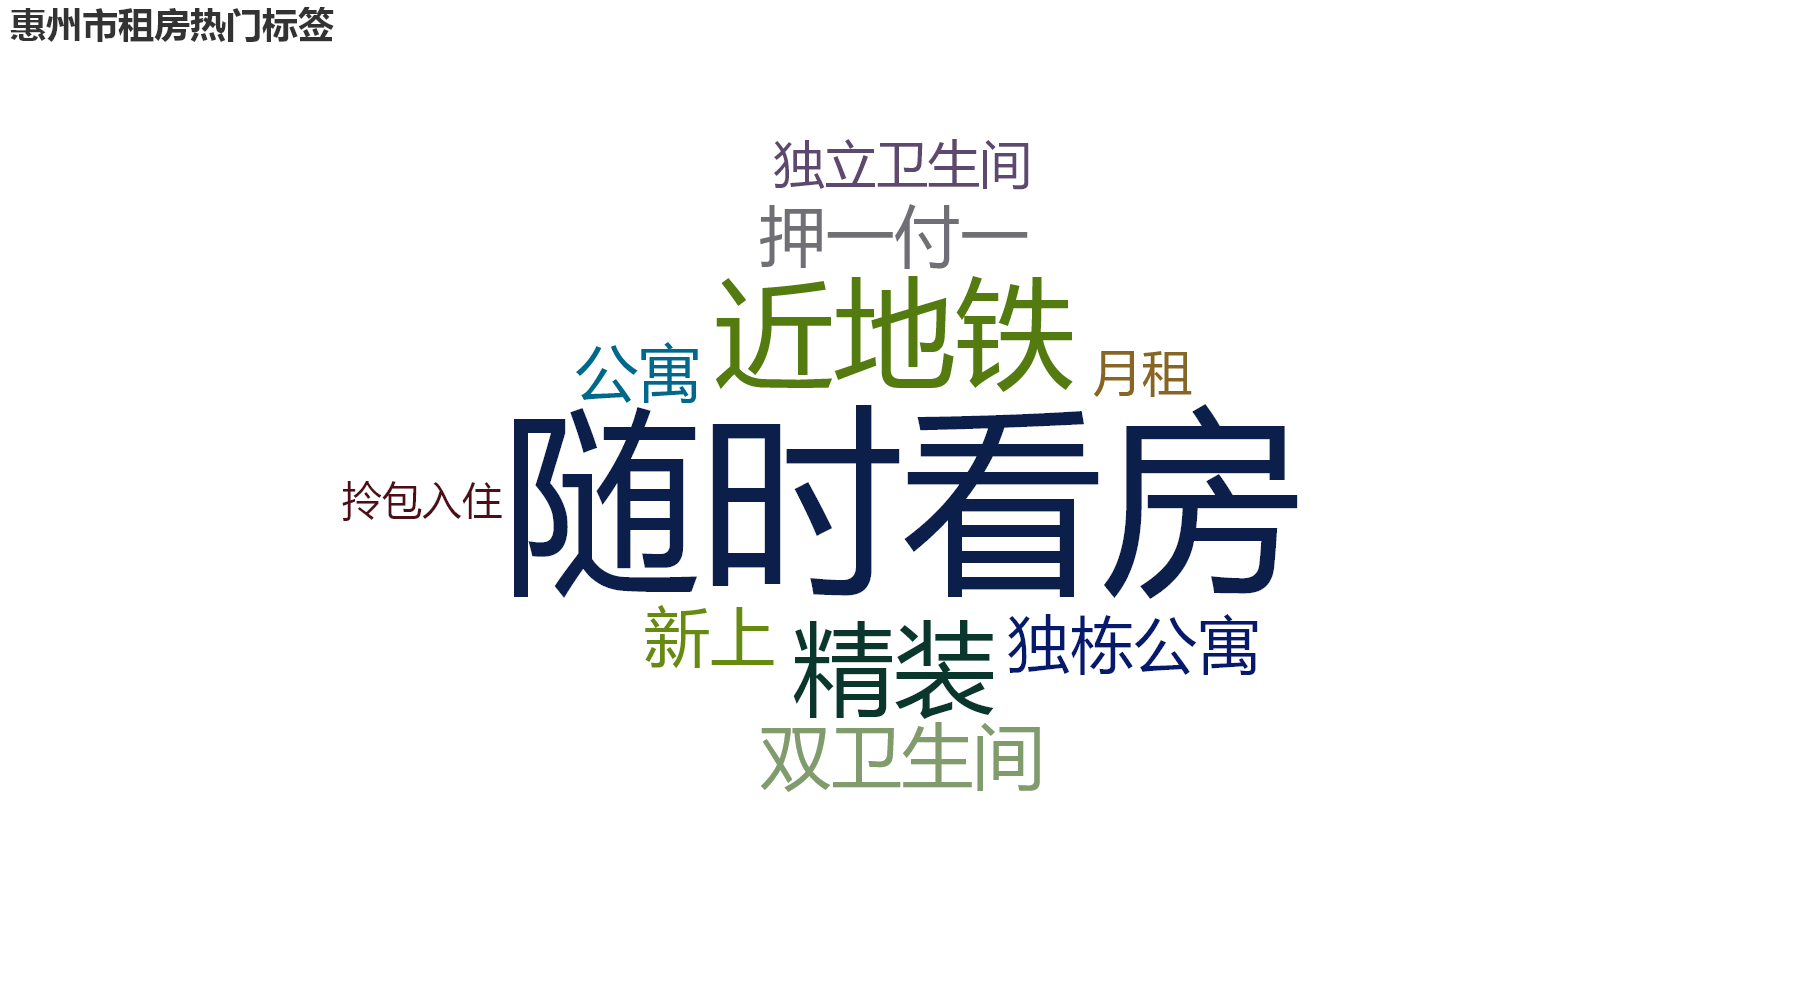 惠州市租房热门标签
独立卫生间
押一付一
近地铁
公寓
月租
随时看房
拎包入住
新上
精装
独栋公寓
双卫生间